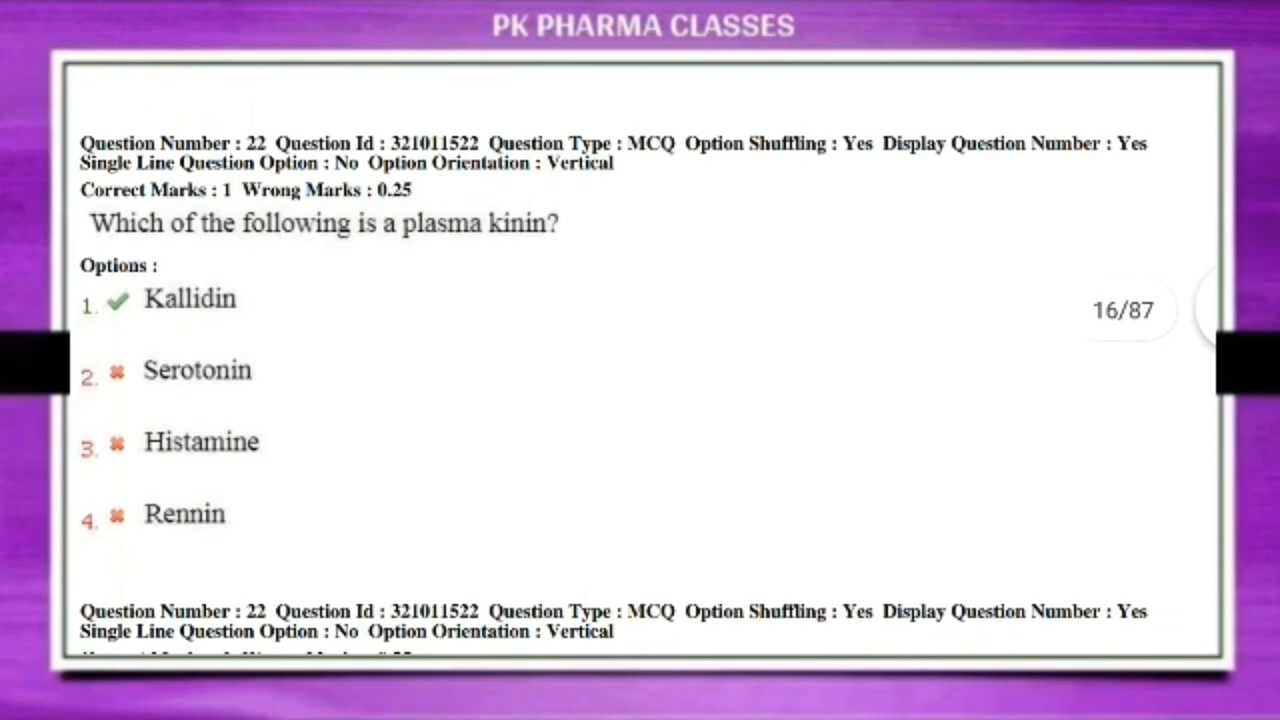 PK PHARMA CLASSES
Question Number : 22 Question Id : 321011522 Question Type : MCQ Option Shuffling : Yes Display Question Number : Yes
Single Line Question Option : No Option Orientation : Vertical
Correct Marks : 1 Wrong Marks : 0.25
Which of the following is a plasma kinin?
Options :
1. Kallidin
16/87
2. Serotonin
3. Histamine
4. Rennin
Question Number : 22 Question Id : 321011522 Question Type : MCQ Option Shuffling : Yes Display Question Number : Yes
Single Line Question Option : No Option Orientation : Vertical